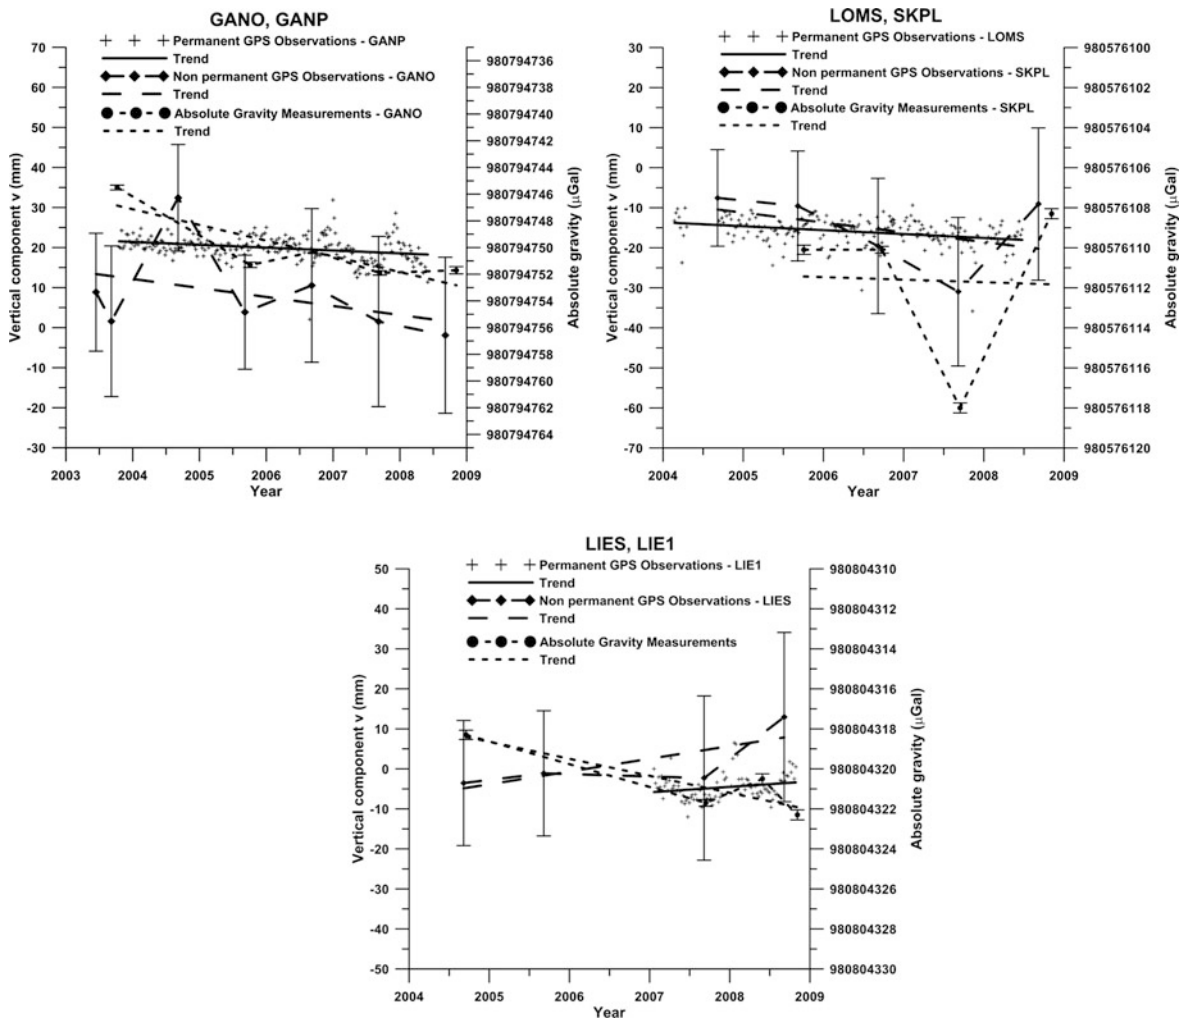 GANO, GANP
Permanent GPS Observations - GANP
Trend
Non permanent GPS Observations - GANO
Trend
Absolute Gravity Measurements - GANO
Trend
70
60
50
40
30
20
10
0
-10
-20
-30
Vertical component v (mm)
980794736
980794738
980794740
980794742
980794744
980794746
980794748
980794750
980794752
980794754
980794756
980794758
980794760
980794762
980794764
Absolute gravity (μGal)
2003 2004 2005 2006 2007 2008 2009
Year
LOMS, SKPL
Permanent GPS Observations - LOMS
Trend
Non permanent GPS Observations - SKPL
Trend
Absolute Gravity Measurements - SKPL
Trend
30
20
10
0
-10
-20
-30
-40
-50
-60
-70
Vertical component v (mm)
980576100
980576102
980576104
980576106
980576108
980576110
980576112
980576114
980576116
980576118
980576120
Absolute gravity (μGal)
2004 2005 2006 2007 2008 2009
Year
LIES, LIE1
Permanent GPS Observations - LIE1
Trend
Non permanent GPS Observations - LIES
Trend
Absolute Gravity Measurements
Trend
50
40
30
20
10
0
-10
-20
-30
-40
-50
Vertical component v (mm)
980804310
980804312
980804314
980804316
980804318
980804320
980804322
980804324
980804326
980804328
980804330
Absolute gravity (μGal)
2004 2005 2006 2007 2008 2009
Year